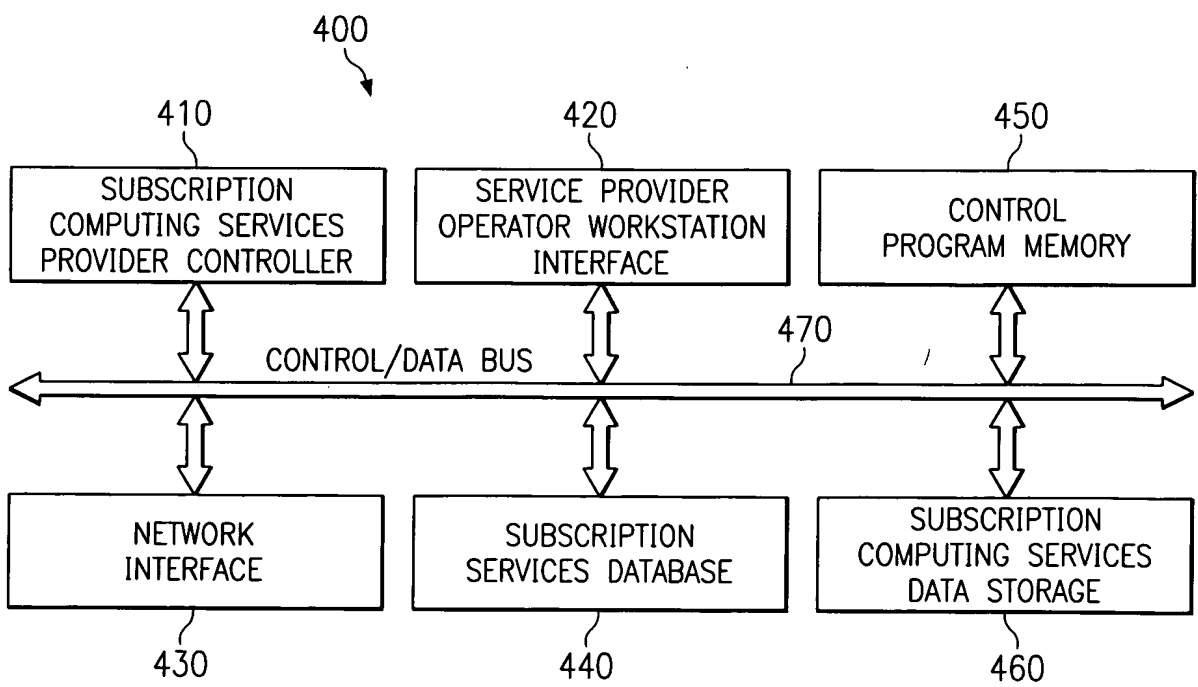 400
410
420
450
SUBSCRIPTION
COMPUTING SERVICES
PROVIDER CONTROLLER
SERVICE PROVIDER
OPERATOR WORKSTATION
INTERFACE
CONTROL
PROGRAM MEMORY
470
CONTROL/DATA BUS
NETWORK
INTERFACE
SUBSCRIPTION
SERVICES DATABASE
SUBSCRIPTION
COMPUTING SERVICES
DATA STORAGE
430
440
460